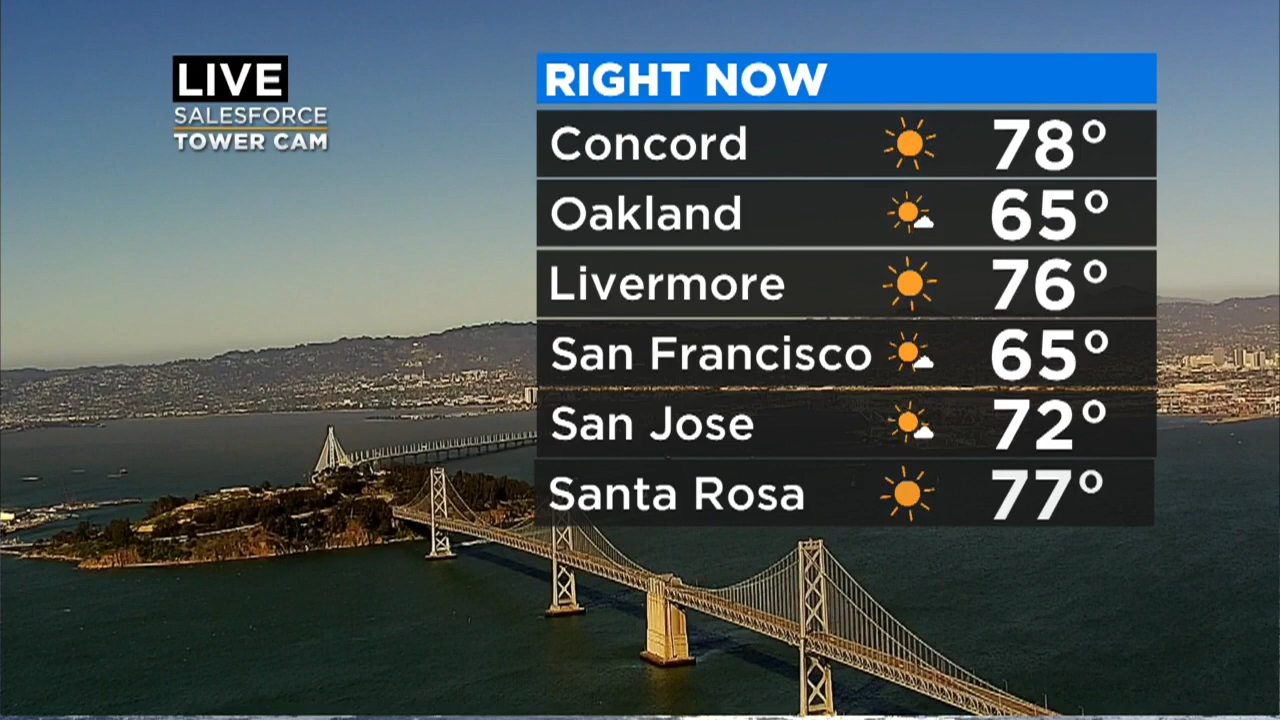 LIVE
SALESFORCE
TOWER CAM
RIGHT NOW
Concord 78°
Oakland 65°
Livermore 76°
San Francisco 65°
San Jose 72°
Santa Rosa 77°